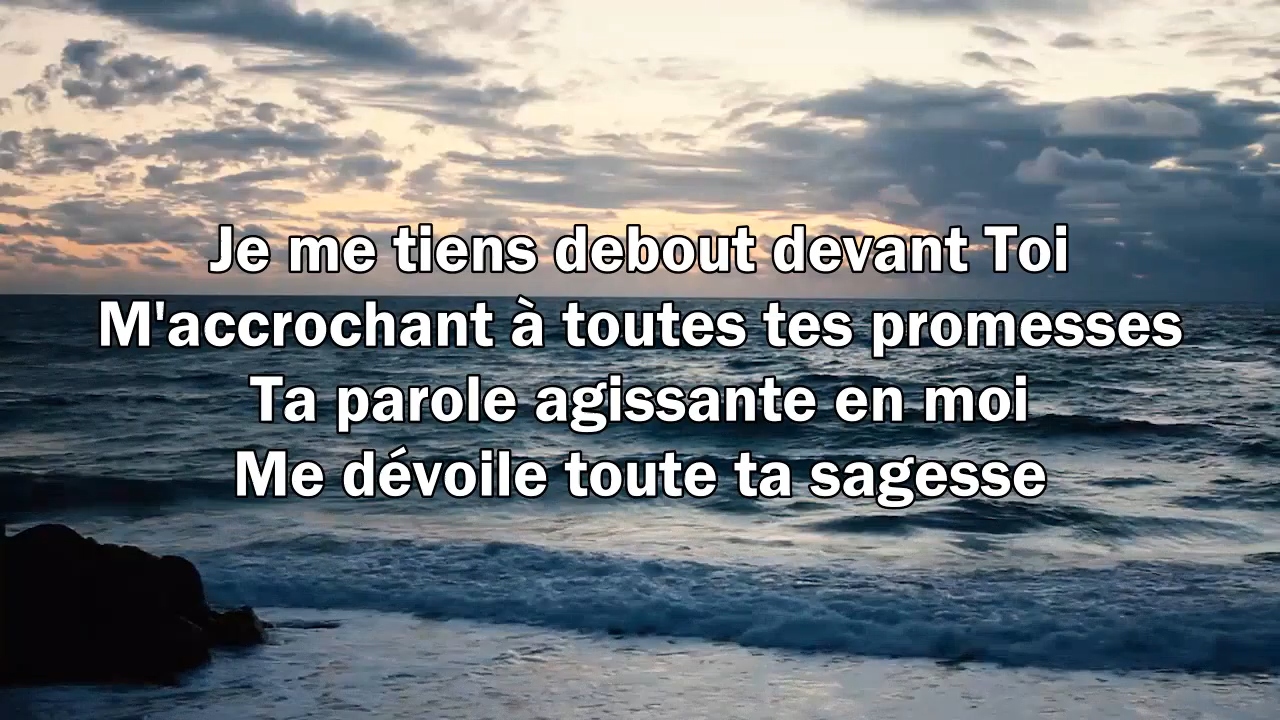 Je me tiens debout devant Toi
M'accrochant à toutes tes promesses
Ta parole agissante en moi
Me dévoile toute ta sagesse